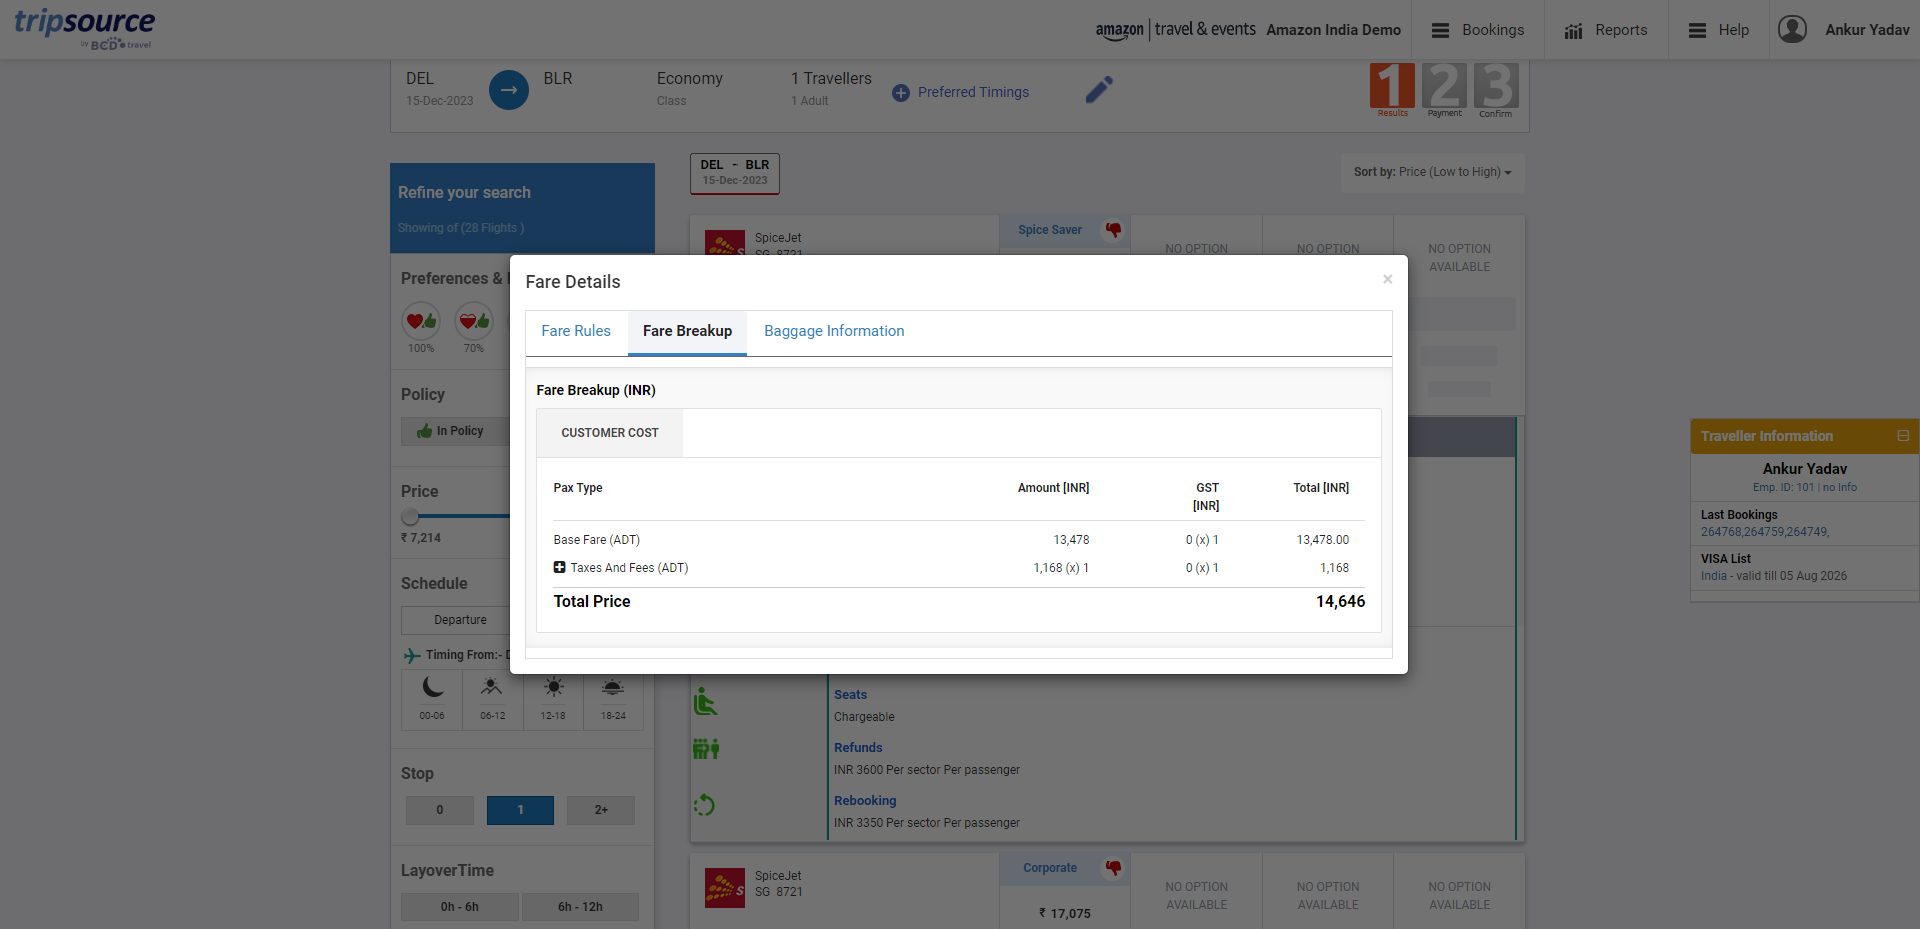 tripsource
by BCD travel
amazon | travel & events Amazon India Demo
Bookings
Reports
Help
Ankur Yadav
DEL
15-Dec-2023
BLR
Economy
Class
1 Travellers
1 Adult
Preferred Timings
1 2 3
Results Payment Confirm
Refine your search
Showing of (28 Flights )
DEL - BLR
15-Dec-2023
Sort by: Price (Low to High)
SpiceJet
SG 8721
Spice Saver
NO OPTION
NO OPTION
NO OPTION
AVAILABLE
Preferences &
100%
70%
Policy
In Policy
Price
₹ 7,214
Schedule
Departure
Timing From:-
00-06
06-12
12-18
18-24
Stop
0
1
2+
LayoverTime
0h - 6h
6h - 12h
Fare Details
×
Fare Rules
Fare Breakup
Baggage Information
Fare Breakup (INR)
CUSTOMER COST
Pax Type Amount [INR] GST [INR] Total [INR]
Base Fare (ADT) 13,478 0 (x) 1 13,478.00
Taxes And Fees (ADT) 1,168 (x) 1 0 (x) 1 1,168
Total Price 14,646
Seats
Chargeable
Refunds
INR 3600 Per sector Per passenger
Rebooking
INR 3350 Per sector Per passenger
SpiceJet
SG 8721
Corporate
₹ 17,075
NO OPTION
AVAILABLE
NO OPTION
AVAILABLE
NO OPTION
AVAILABLE
Traveller Information
Ankur Yadav
Emp. ID: 101 | no Info
Last Bookings
264768,264759,264749,
VISA List
India - valid till 05 Aug 2026